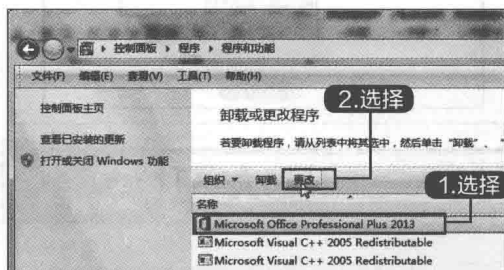 控制面板 ▸ 程序 ▸ 程序和功能
文件(F) 编辑(E) 查看(V) 工具(T) 帮助(H)
2.选择
控制面板主页
卸载或更改程序
查看已安装的更新
若要卸载程序，请从列表中将其选中，然后单击“卸载”、“
打开或关闭 Windows 功能
组织 卸载 更改
1.选择
名称
Microsoft Office Professional Plus 2013
Microsoft Visual C++ 2005 Redistributable
Microsoft Visual C++ 2005 Redistributable